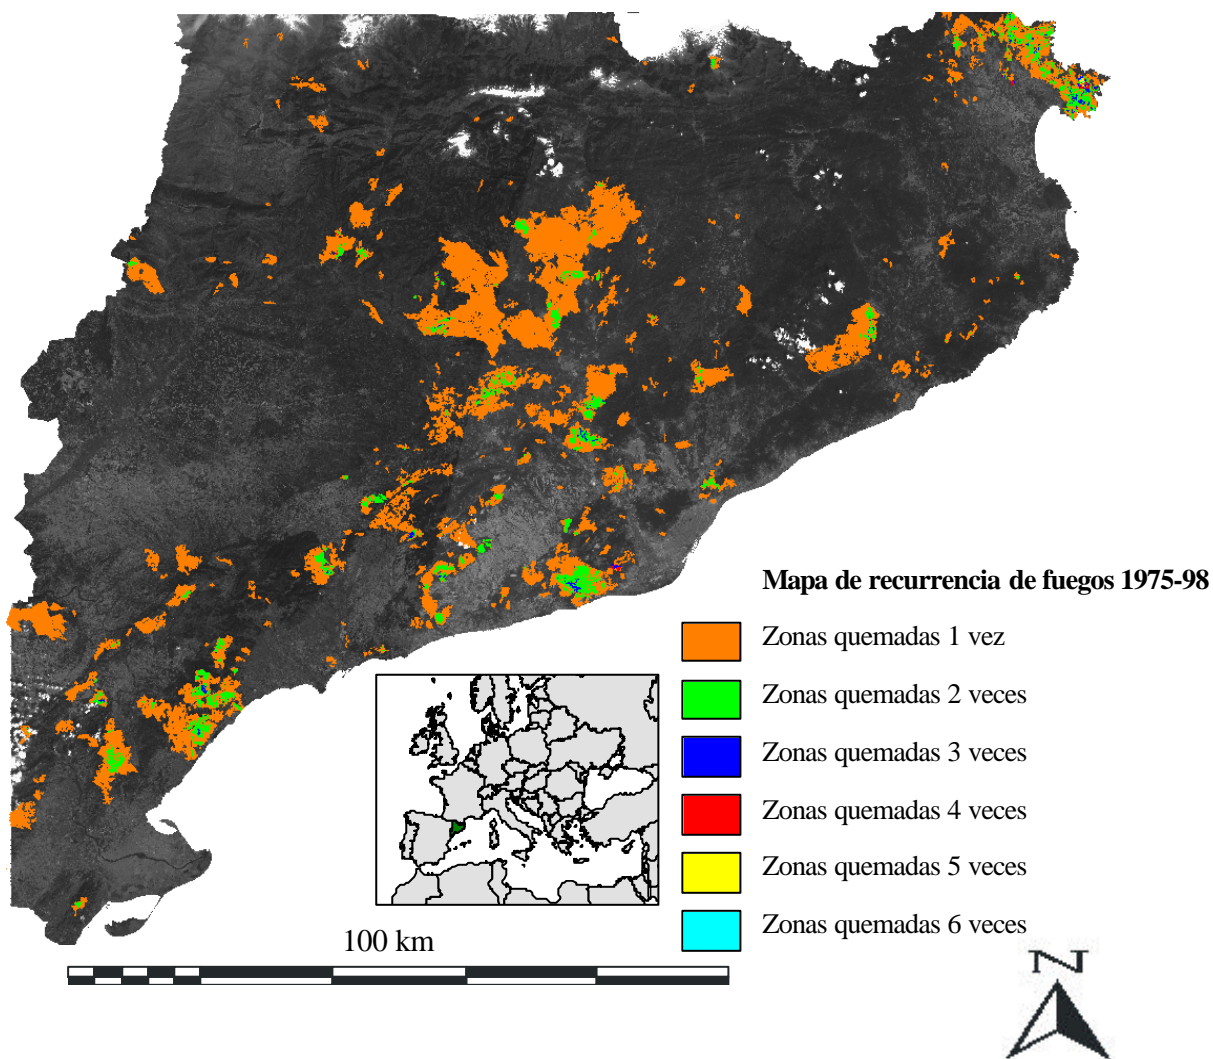 Mapa de recurrencia de fuegos 1975-98
Zonas quemadas 1 vez
Zonas quemadas 2 veces
Zonas quemadas 3 veces
Zonas quemadas 4 veces
Zonas quemadas 5 veces
Zonas quemadas 6 veces
100 km
N